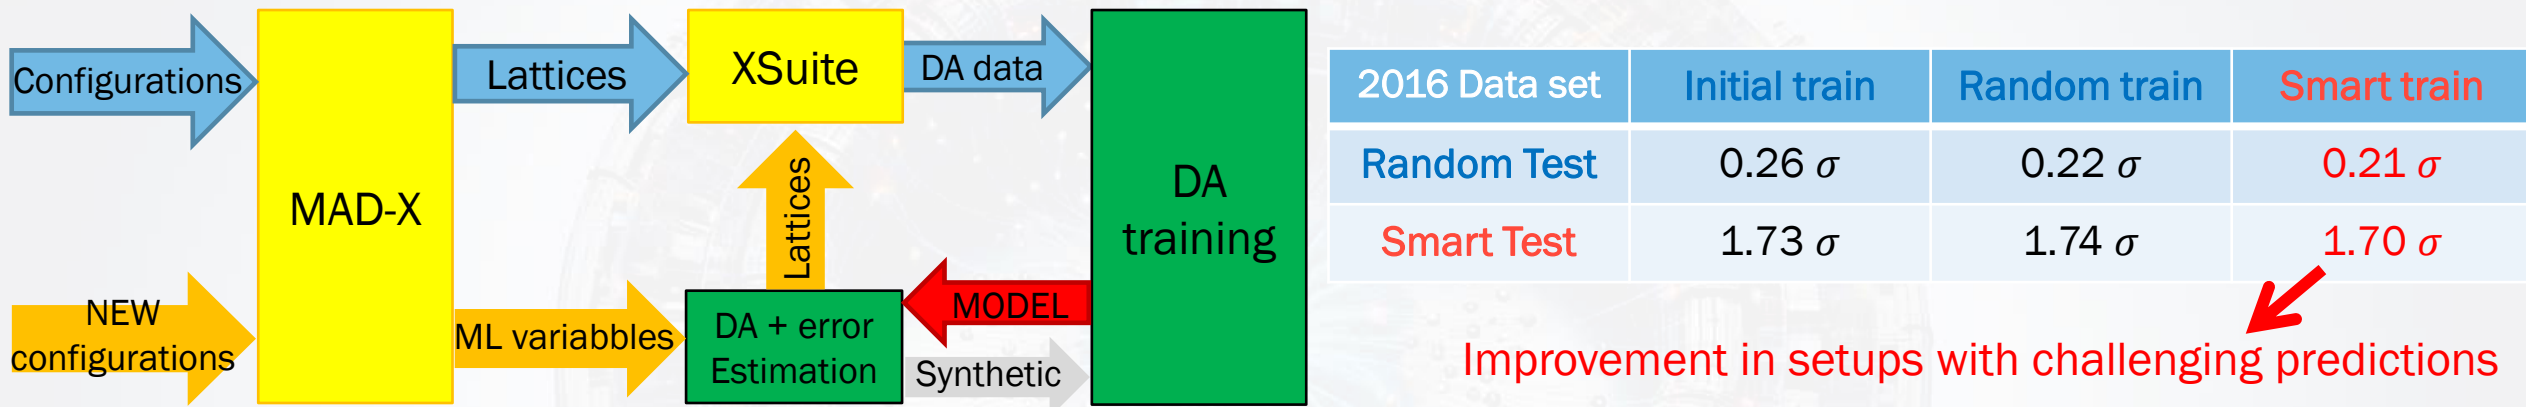 Configurations
MAD-X
Lattices
XSuite
DA data
DA
training
NEW
configurations
ML variabbles
Lattices
DA + error
Estimation
MODEL
Synthetic
2016 Data set Initial train Random train Smart train
Random Test 0.26 σ 0.22 σ 0.21 σ
Smart Test 1.73 σ 1.74 σ 1.70 σ
Improvement in setups with challenging predictions